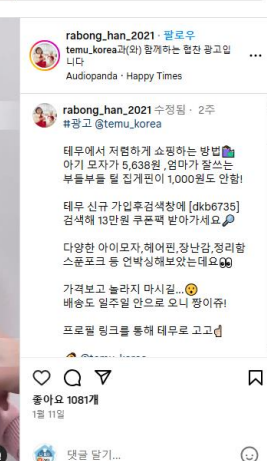 rabong_han_2021 · 팔로우
temu_korea과(와) 함께하는 협찬 광고입
니다
Audiopanda · Happy Times
rabong_han_2021 수정됨 · 2주
#광고 @temu_korea
테무에서 저렴하게 쇼핑하는 방법🛍️
아기 모자가 5,638원 ,엄마가 잘쓰는
부들부들 털 집게핀이 1,000원도 안함!
테무 신규 가입후검색창에 [dkb6735]
검색해 13만원 쿠폰팩 받아가세요🔎
다양한 아이모자,헤어핀,장난감,정리함
스푼포크 등 언박싱해보았는데요👀
가격보고 놀라지 마시길...😲
배송도 일주일 안으로 오니 짱이쥬!
프로필 링크를 통해 테무로 고고☝🏻
@temu_korea
좋아요 1081개
1월 11일
댓글 달기...